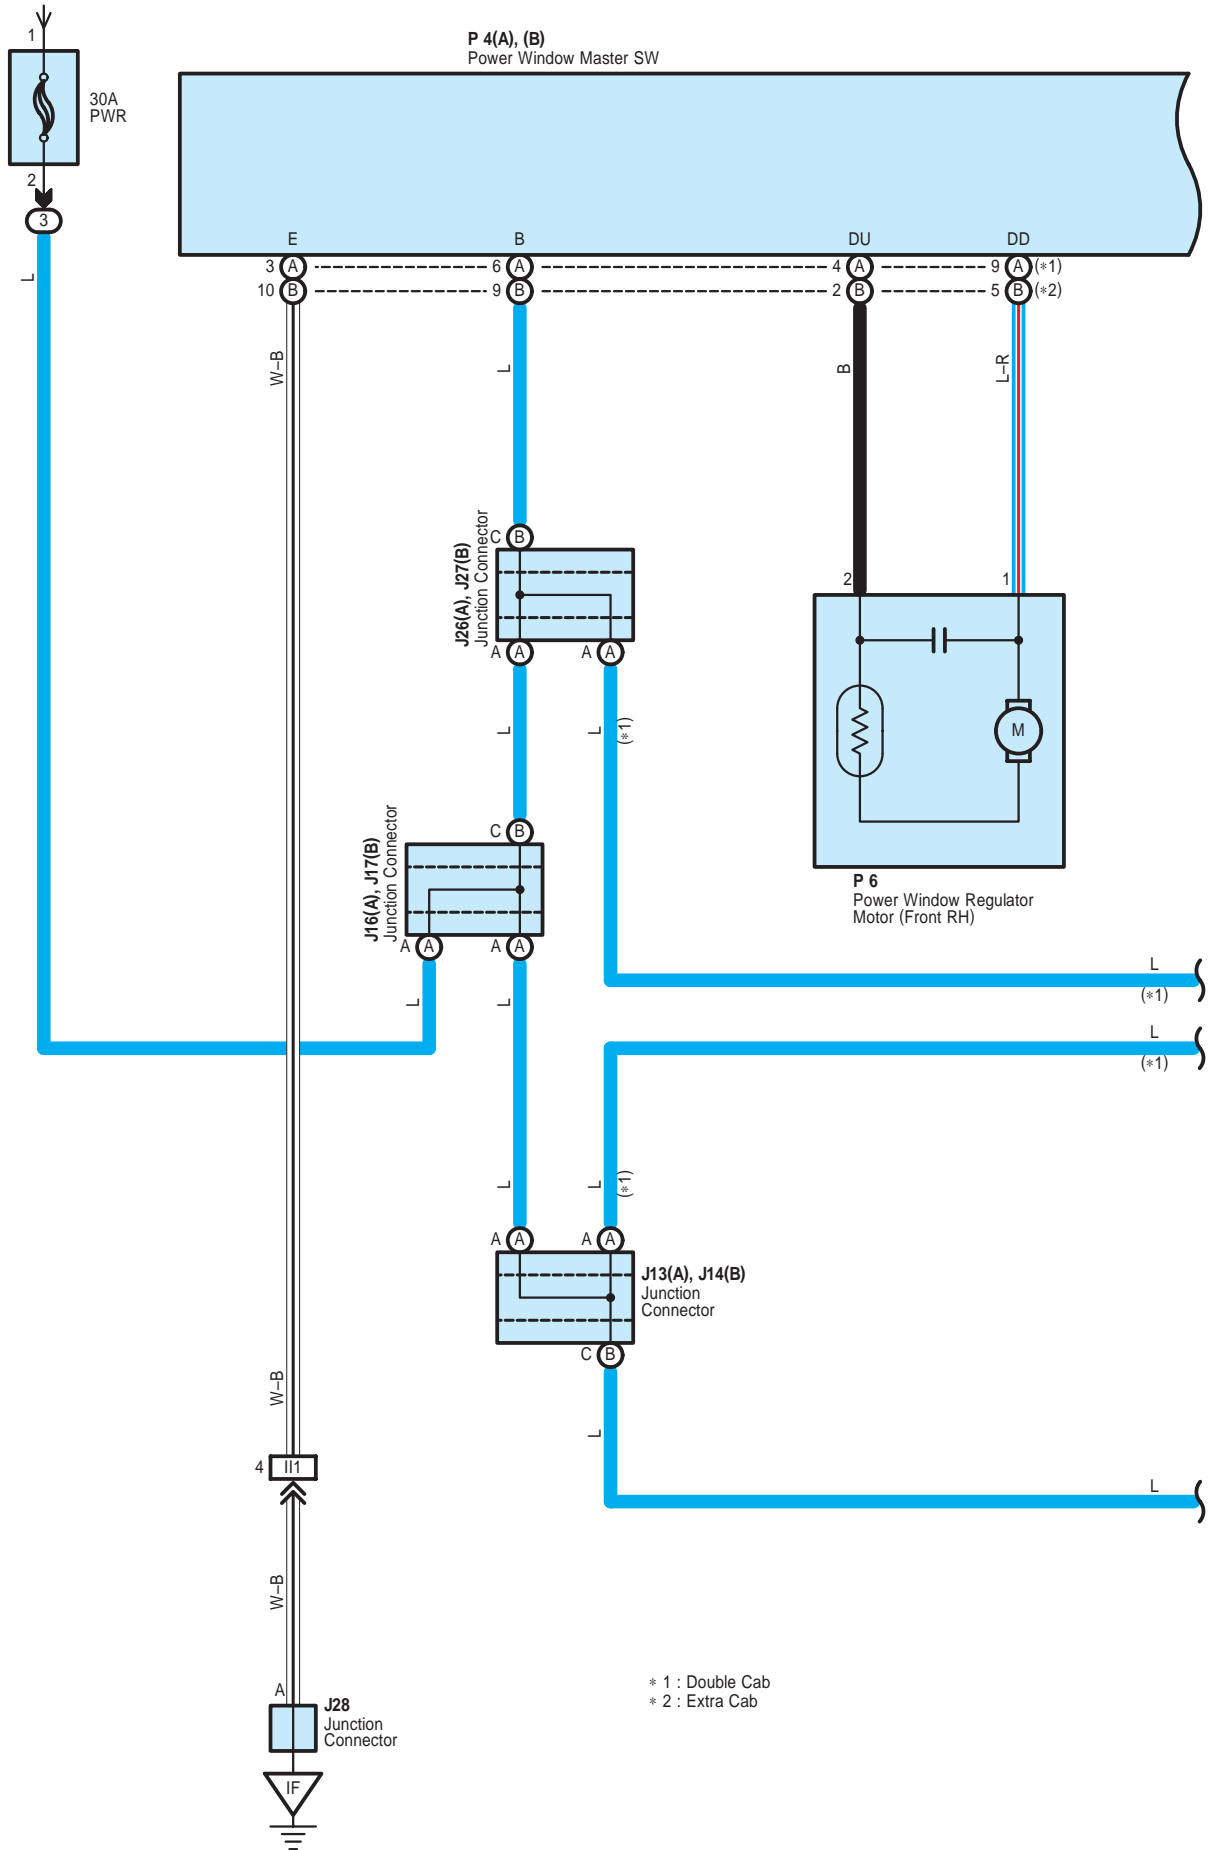 1
P 4(A), (B)
Power Window Master SW
30A
PWR
2
3
E
B
DU
DD
3 A
6 A
4 A
9 A (∗1)
10 B
9 B
2 B
5 B (∗2)
L
W–B
L
B
L–R
C B
J26(A), J27(B)
Junction Connector
A A
A A
2
1
M
P 6
Power Window Regulator
Motor (Front RH)
L
L
(∗1)
C B
J16(A), J17(B)
Junction Connector
A A
A A
L
L
L
(∗1)
L
(∗1)
L
L
(∗1)
A A
A A
J13(A), J14(B)
Junction
Connector
C B
L
L
W–B
4 II1
W–B
A
J28
Junction
Connector
IF
∗ 1 : Double Cab
∗ 2 : Extra Cab